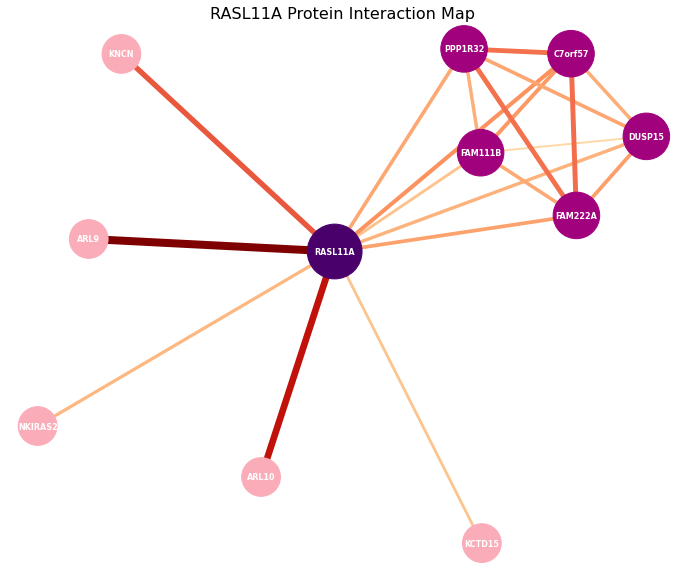 RASL11A Protein Interaction Map
PPP1R32
KNCN
C7orf57
DUSP15
FAM111B
FAM222A
ARL9
RASL11A
NKIRAS2
ARL10
KCTD15